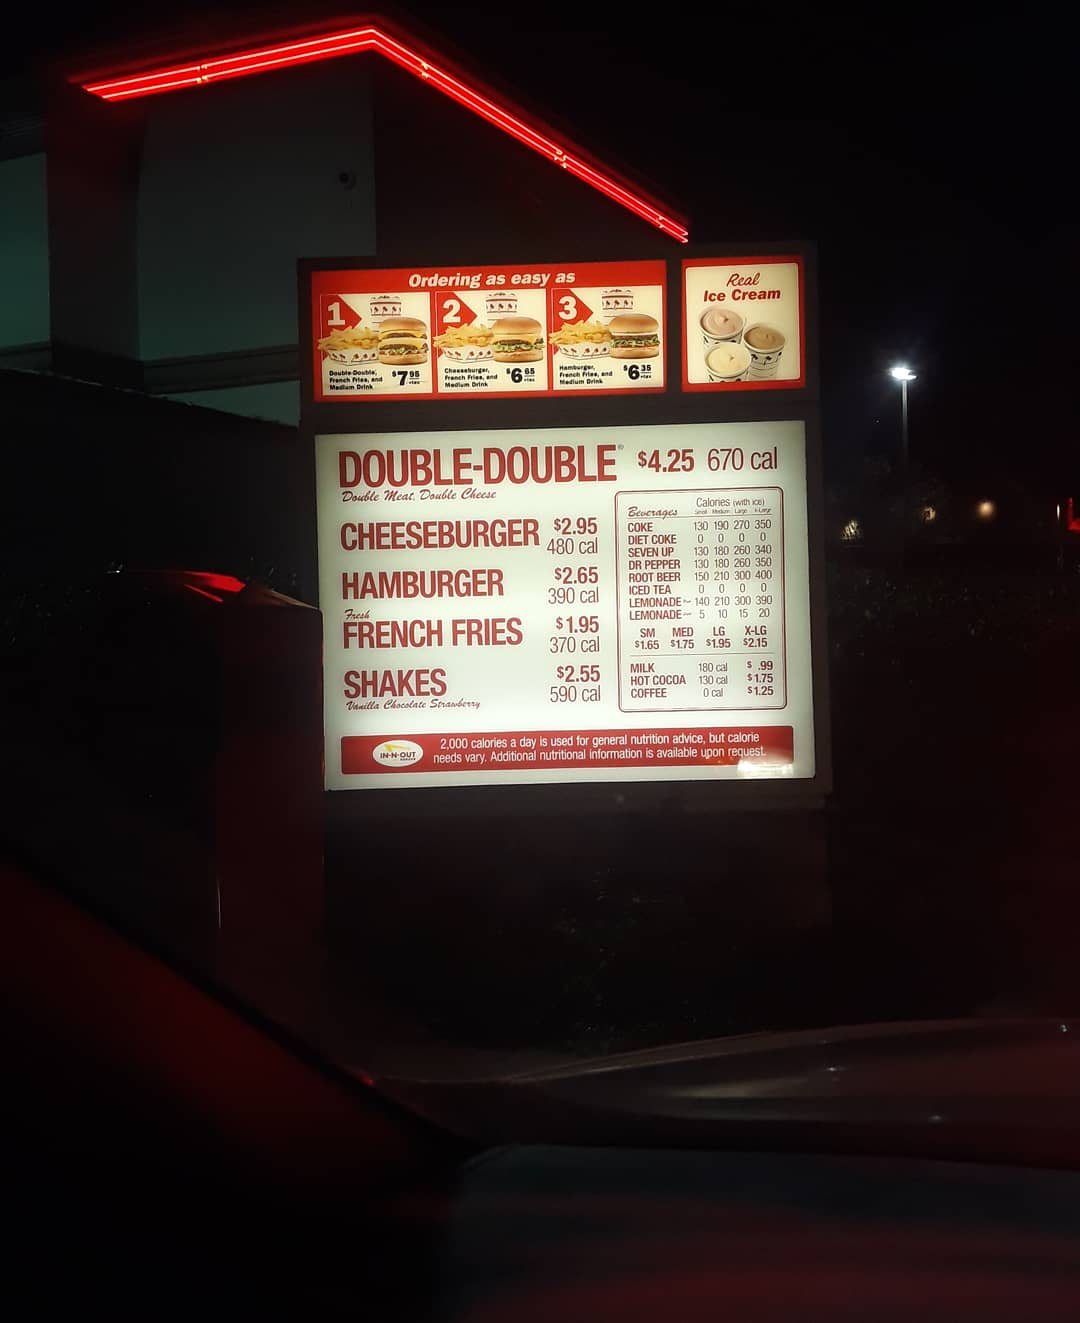 Ordering as easy as
1
Double-Double,
French Fries, and
Medium Drink
$7 95
+tax
2
Cheeseburger,
French Fries, and
Medium Drink
$6 65
+tax
3
Hamburger,
French Fries, and
Medium Drink
$6 35
+tax
Real
Ice Cream
DOUBLE-DOUBLE® $4.25 670 cal
Double Meat, Double Cheese
CHEESEBURGER $2.95
480 cal
HAMBURGER $2.65
390 cal
Fresh
FRENCH FRIES $1.95
370 cal
SHAKES $2.55
590 cal
Vanilla Chocolate Strawberry
Calories (with ice)
Beverages Small Medium Large X-Large
COKE 130 190 270 350
DIET COKE 0 0 0 0
SEVEN UP 130 180 260 340
DR PEPPER 130 180 260 350
ROOT BEER 150 210 300 400
ICED TEA 0 0 0 0
LEMONADE 140 210 300 390
LEMONADE 5 10 15 20
SM MED LG X-LG
$1.65 $1.75 $1.95 $2.15
MILK 180 cal $ .99
HOT COCOA 130 cal $1.75
COFFEE 0 cal $1.25
IN-N-OUT
BURGER
2,000 calories a day is used for general nutrition advice, but calorie
needs vary. Additional nutritional information is available upon request.